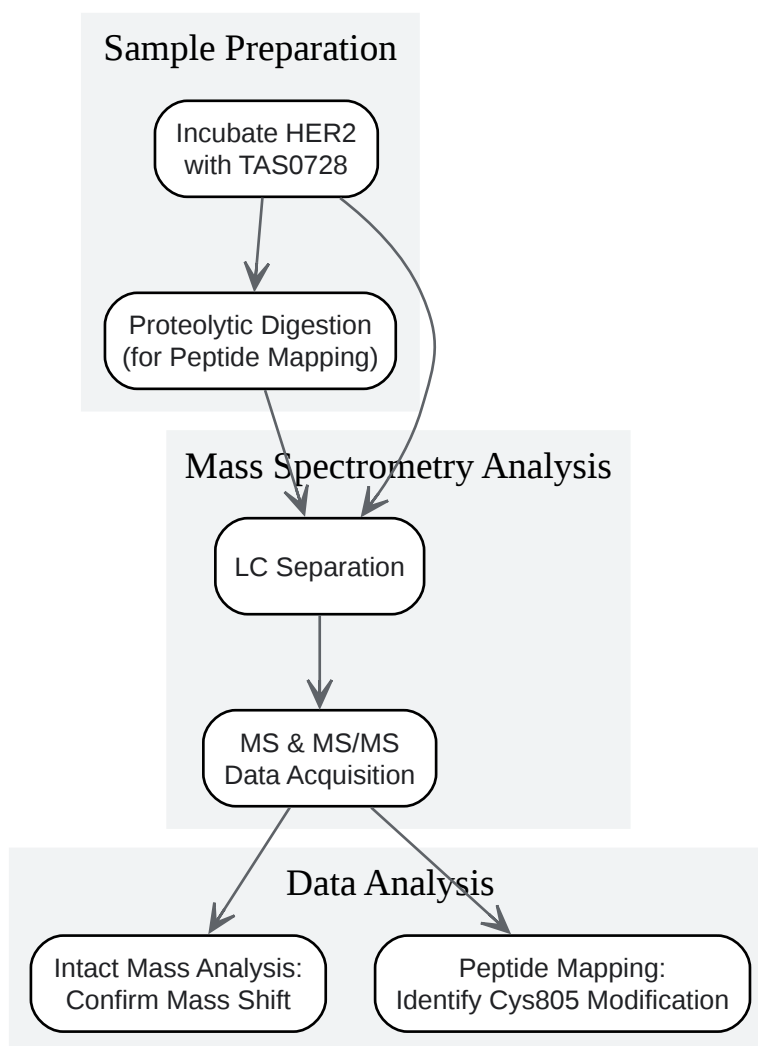 Sample Preparation
Incubate HER2
with TAS0728
Proteolytic Digestion
(for Peptide Mapping)
Mass Spectrometry Analysis
LC Separation
MS & MS/MS
Data Acquisition
Data Analysis
Intact Mass Analysis:
Confirm Mass Shift
Peptide Mapping:
Identify Cys805 Modification